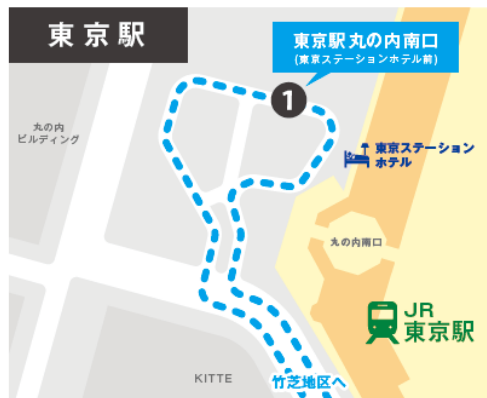 東京駅
東京駅丸の内南口
(東京ステーションホテル前)
1
丸の内
ビルディング
東京ステーション
ホテル
丸の内南口
JR
東京駅
KITTE
竹芝地区へ